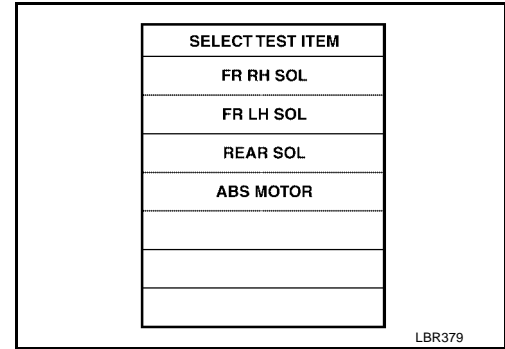 SELECT TEST ITEM
FR RH SOL
FR LH SOL
REAR SOL
ABS MOTOR
LBR379